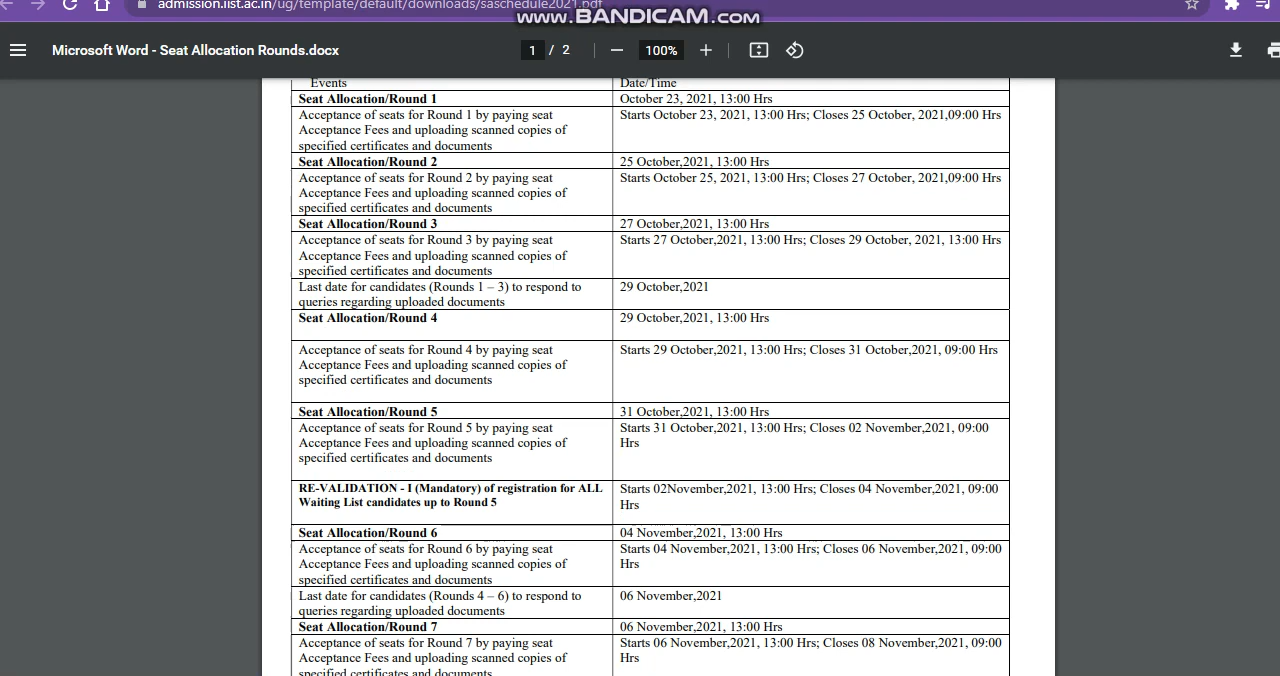 admission.iist.ac.in/ug/template/default/downloads/saschedule2021.pdf
www.BANDICAM.com
Microsoft Word - Seat Allocation Rounds.docx
1 / 2
100%
Events
Date/Time
Seat Allocation/Round 1
October 23, 2021, 13:00 Hrs
Acceptance of seats for Round 1 by paying seat
Acceptance Fees and uploading scanned copies of
specified certificates and documents
Starts October 23, 2021, 13:00 Hrs; Closes 25 October, 2021,09:00 Hrs
Seat Allocation/Round 2
25 October,2021, 13:00 Hrs
Acceptance of seats for Round 2 by paying seat
Acceptance Fees and uploading scanned copies of
specified certificates and documents
Starts October 25, 2021, 13:00 Hrs; Closes 27 October, 2021,09:00 Hrs
Seat Allocation/Round 3
27 October,2021, 13:00 Hrs
Acceptance of seats for Round 3 by paying seat
Acceptance Fees and uploading scanned copies of
specified certificates and documents
Starts 27 October,2021, 13:00 Hrs; Closes 29 October, 2021, 13:00 Hrs
Last date for candidates (Rounds 1 – 3) to respond to
queries regarding uploaded documents
29 October,2021
Seat Allocation/Round 4
29 October,2021, 13:00 Hrs
Acceptance of seats for Round 4 by paying seat
Acceptance Fees and uploading scanned copies of
specified certificates and documents
Starts 29 October,2021, 13:00 Hrs; Closes 31 October,2021, 09:00 Hrs
Seat Allocation/Round 5
31 October,2021, 13:00 Hrs
Acceptance of seats for Round 5 by paying seat
Acceptance Fees and uploading scanned copies of
specified certificates and documents
Starts 31 October,2021, 13:00 Hrs; Closes 02 November,2021, 09:00
Hrs
RE-VALIDATION - I (Mandatory) of registration for ALL
Waiting List candidates up to Round 5
Starts 02November,2021, 13:00 Hrs; Closes 04 November,2021, 09:00
Hrs
Seat Allocation/Round 6
04 November,2021, 13:00 Hrs
Acceptance of seats for Round 6 by paying seat
Acceptance Fees and uploading scanned copies of
specified certificates and documents
Starts 04 November,2021, 13:00 Hrs; Closes 06 November,2021, 09:00
Hrs
Last date for candidates (Rounds 4 – 6) to respond to
queries regarding uploaded documents
06 November,2021
Seat Allocation/Round 7
06 November,2021, 13:00 Hrs
Acceptance of seats for Round 7 by paying seat
Acceptance Fees and uploading scanned copies of
specified certificates and documents
Starts 06 November,2021, 13:00 Hrs; Closes 08 November,2021, 09:00
Hrs